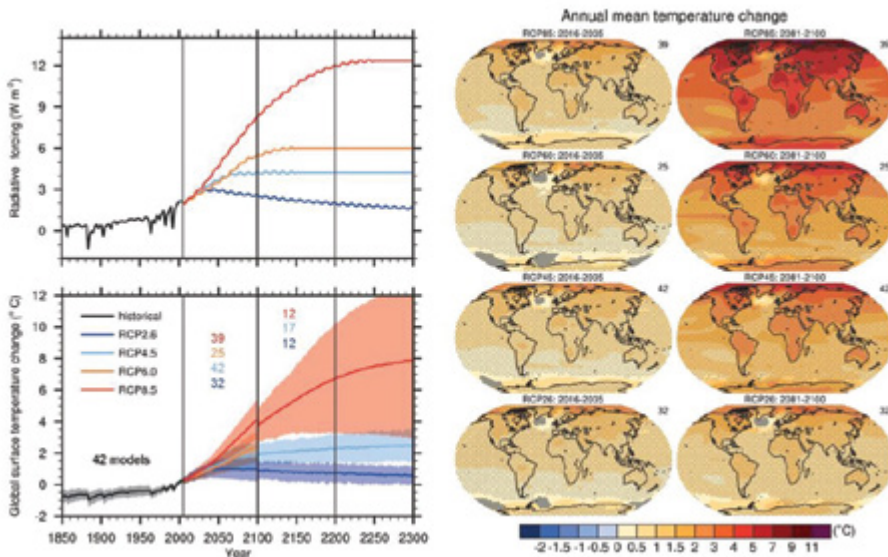 Radiative forcing (W m-2)
12
9
6
3
0
Global surface temperature change (° C)
12
10
8
6
4
2
0
-2
historical
RCP2.6
RCP4.5
RCP6.0
RCP8.5
39
25
42
32
12
17
12
42 models
1850 1900 1950 2000 2050 2100 2150 2200 2250 2300
Year
Annual mean temperature change
RCP85: 2016-2035
39
RCP85: 2081-2100
39
RCP60: 2016-2035
25
RCP60: 2081-2100
25
RCP45: 2016-2035
42
RCP45: 2081-2100
42
RCP26: 2016-2035
32
RCP26: 2081-2100
32
-2 -1.5 -1 -0.5 0 0.5 1 1.5 2 3 4 5 7 9 11 (°C)